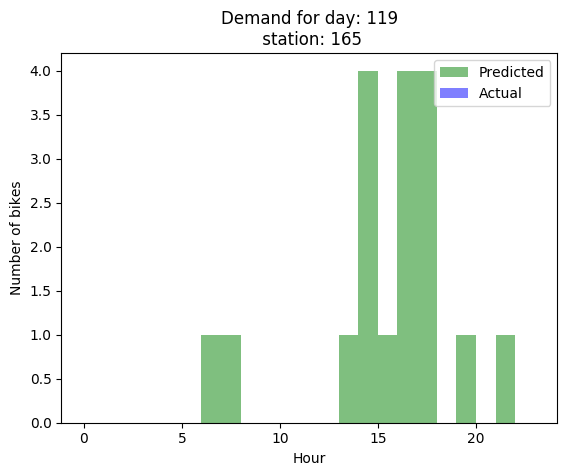 Demand for day: 119
station: 165
Predicted
Actual
4.0
3.5
3.0
2.5
2.0
1.5
1.0
0.5
0.0
Number of bikes
0 5 10 15 20
Hour